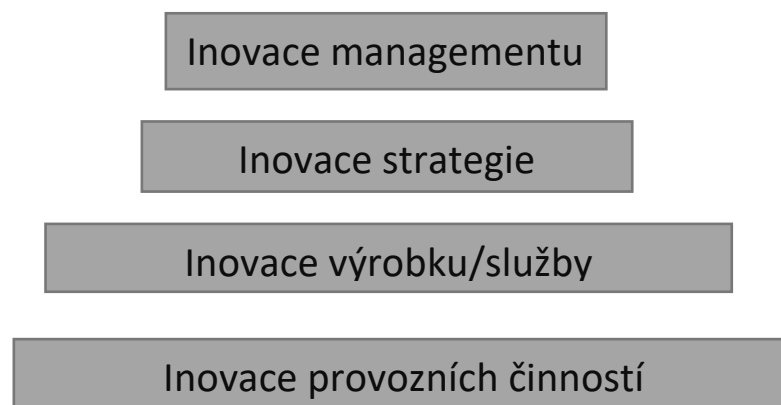 Inovace managementu
Inovace strategie
Inovace výrobku/služby
Inovace provozních činností